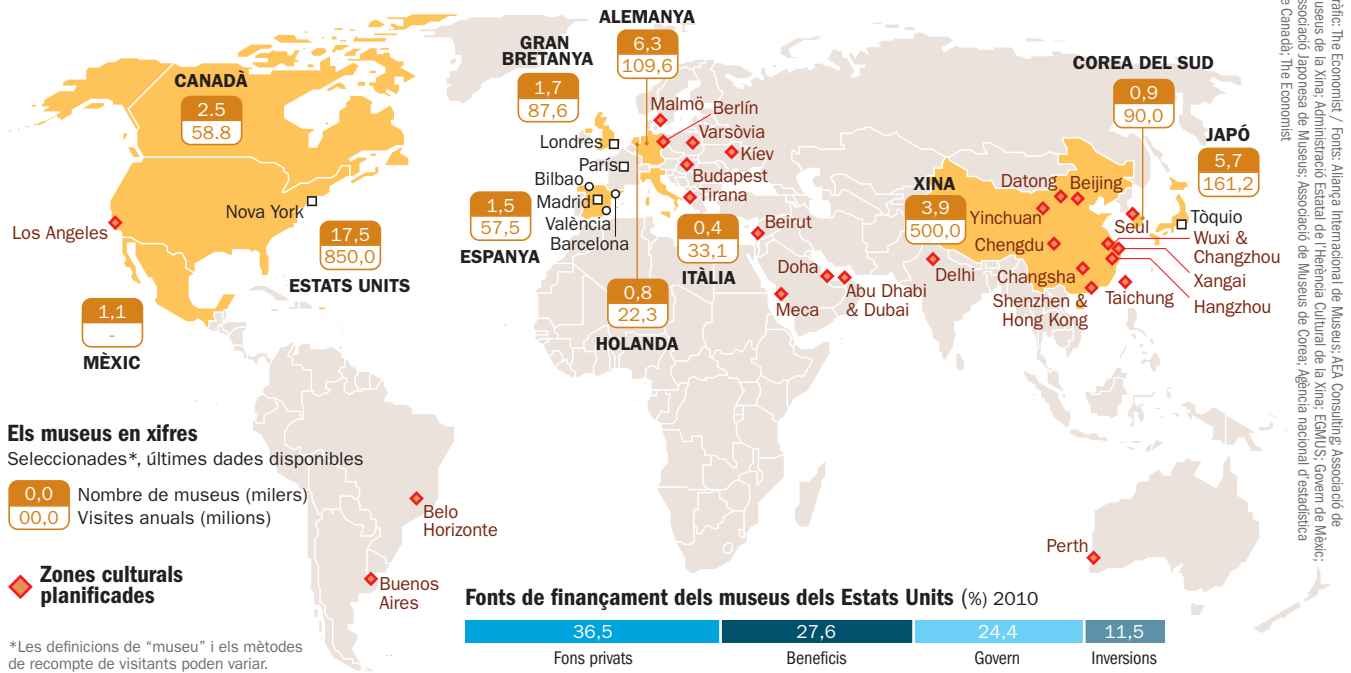 ALEMANYA
6,3
109,6
GRAN
BRETANYA
1,7
87,6
CANADÀ
2.5
58.8
COREA DEL SUD
0,9
90,0
JAPÓ
5,7
161,2
Malmö
Berlín
Varsòvia
Kíev
Budapest
Tirana
Londres
París
Bilbao
Madrid
València
Barcelona
1,5
57,5
ESPANYA
0,4
33,1
ITÀLIA
0,8
22,3
HOLANDA
Nova York
Los Angeles
17,5
850,0
ESTATS UNITS
1,1
-
MÈXIC
Beirut
Doha
Abu Dhabi
& Dubai
Meca
XINA
3,9
500,0
Datong
Beijing
Yinchuan
Chengdu
Delhi
Changsha
Shenzhen &
Hong Kong
Taichung
Seul
Tòquio
Wuxi &
Changzhou
Xangai
Hangzhou
Belo
Horizonte
Buenos
Aires
Perth
Els museus en xifres
Seleccionades*, últimes dades disponibles
0,0 Nombre de museus (milers)
00,0 Visites anuals (milions)
Zones culturals
planificades
*Les definicions de “museu” i els mètodes
de recompte de visitants poden variar.
Fonts de finançament dels museus dels Estats Units (%) 2010
36,5 27,6 24,4 11,5
Fons privats Beneficis Govern Inversions
The Economist / Fonts: Aliança Internacional de Museus; AEA Consulting; Associació de
de la Xina; Administració Estatal de l'Herència Cultural de la Xina; EGMUS; Govern de Mèxic;
Japonesa de Museus; Associació de Museus de Corea; Agència nacional d'estadística
Canadà; The Economist